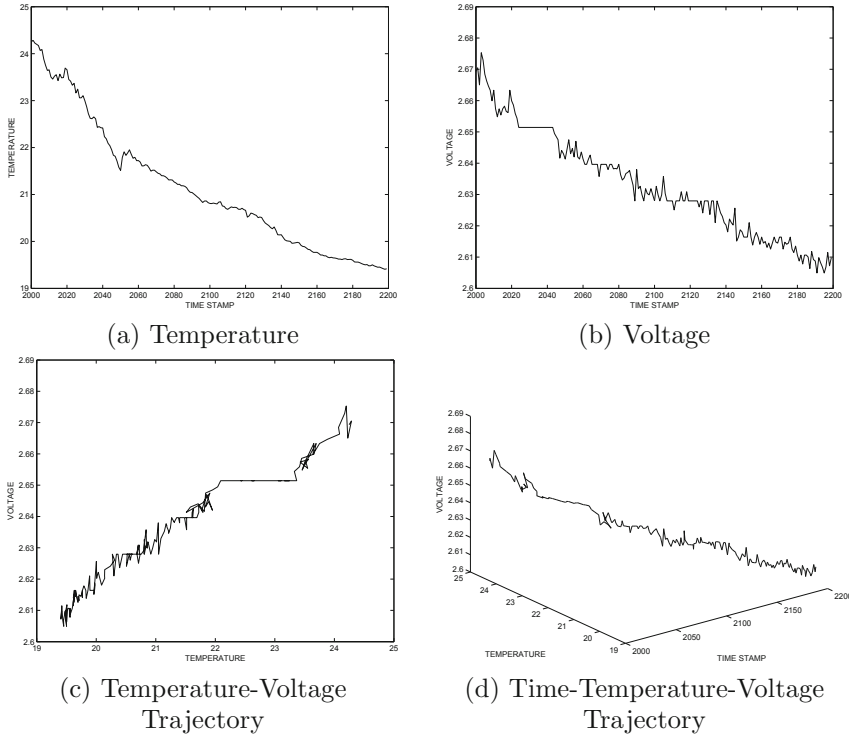 25
24
23
22
21
20
19
TEMPERATURE
2000 2020 2040 2060 2080 2100 2120 2140 2160 2180 2200
TIME STAMP
(a) Temperature
2.69
2.68
2.67
2.66
2.65
2.64
2.63
2.62
2.61
2.6
VOLTAGE
2000 2020 2040 2060 2080 2100 2120 2140 2160 2180 2200
TIME STAMP
(b) Voltage
2.69
2.68
2.67
2.66
2.65
2.64
2.63
2.62
2.61
2.6
VOLTAGE
19 20 21 22 23 24 25
TEMPERATURE
(c) Temperature-Voltage
Trajectory
2.69
2.68
2.67
2.66
2.65
2.64
2.63
2.62
2.61
2.6
VOLTAGE
25
24
23
22
21
20
19
TEMPERATURE
2000
2050
2100
2150
2200
TIME STAMP
(d) Time-Temperature-Voltage
Trajectory